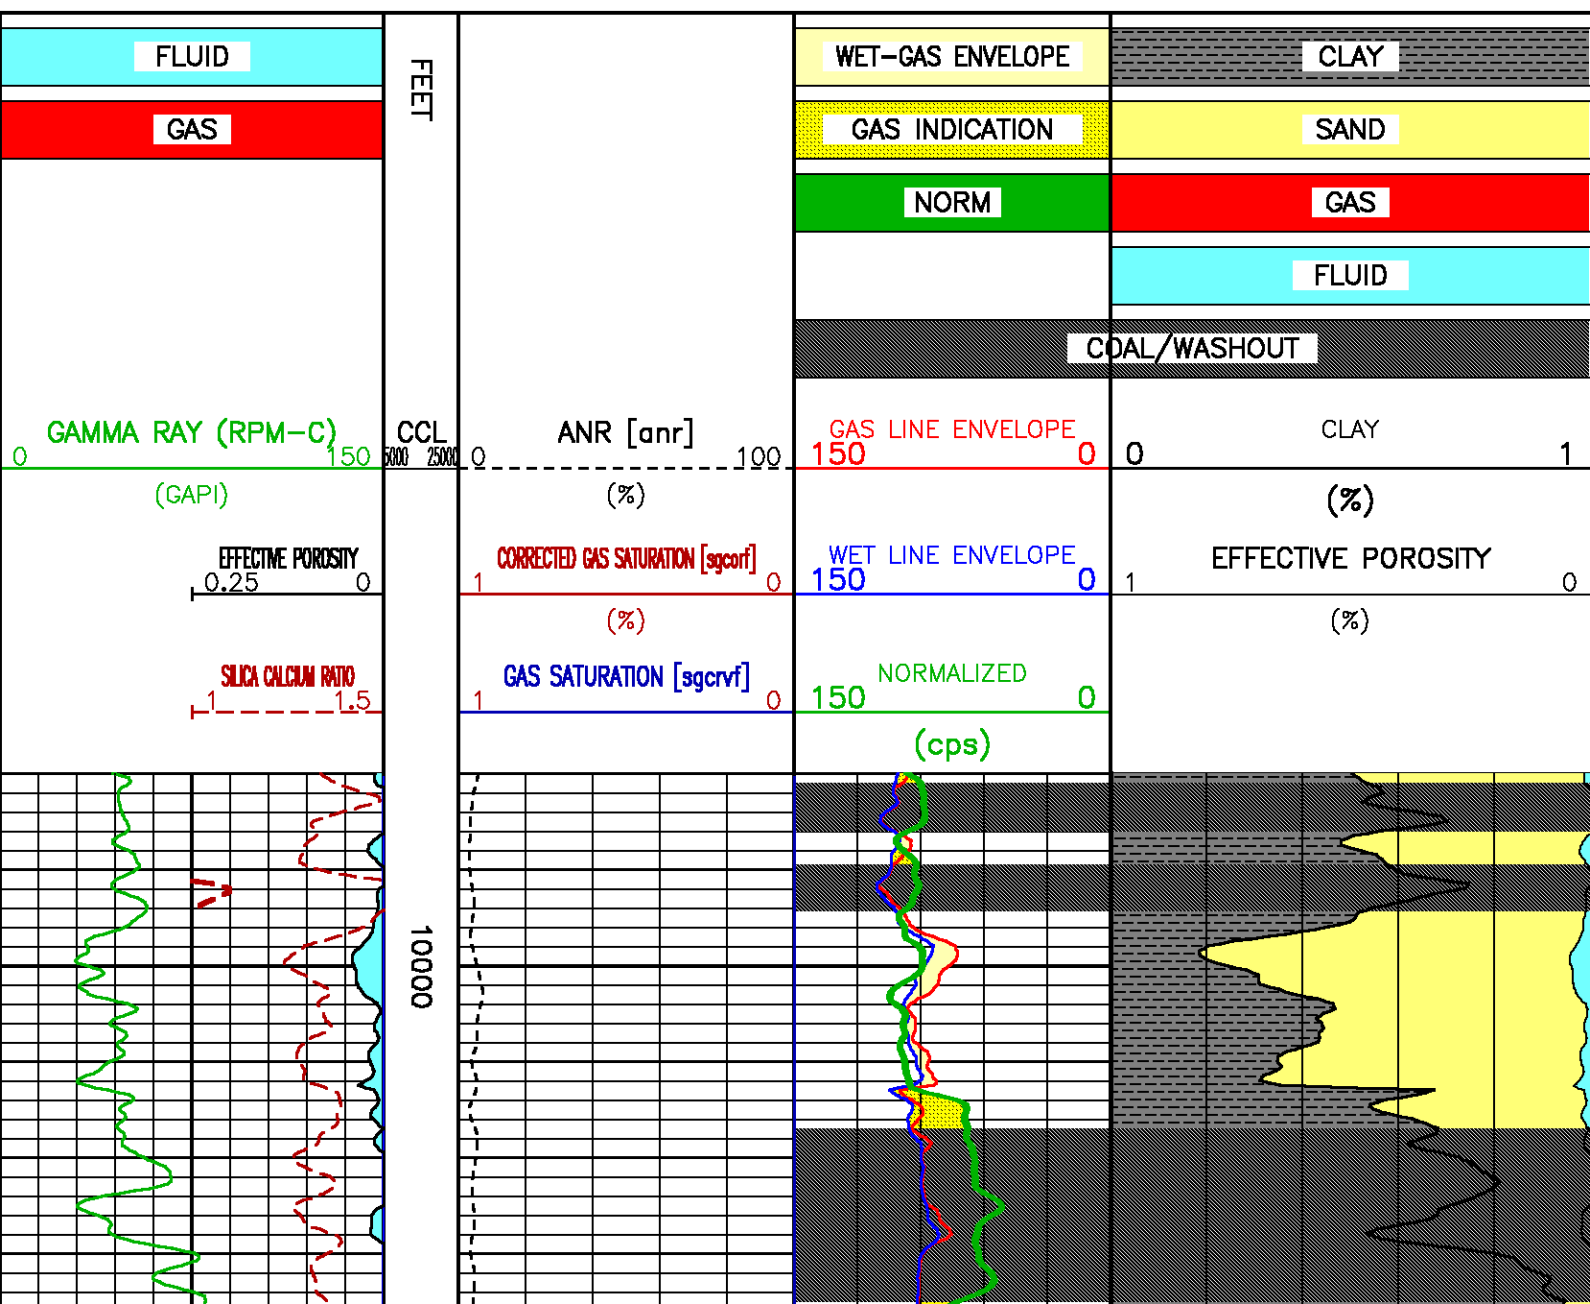 FLUID
GAS
GAMMA RAY (RPM-C)
0 150
(GAPI)
EFFECTIVE POROSITY
0.25 0
SILICA CALCIUM RATIO
1 1.5
FEET
CCL
5000 25000
10000
ANR [anr]
0 100
(%)
CORRECTED GAS SATURATION [sgcorf]
1 0
(%)
GAS SATURATION [sgcrvf]
1 0
WET-GAS ENVELOPE
GAS INDICATION
NORM
COAL/WASHOUT
GAS LINE ENVELOPE
150 0
WET LINE ENVELOPE
150 0
NORMALIZED
150 0
(cps)
CLAY
SAND
GAS
FLUID
CLAY
0 1
(%)
EFFECTIVE POROSITY
1 0
(%)